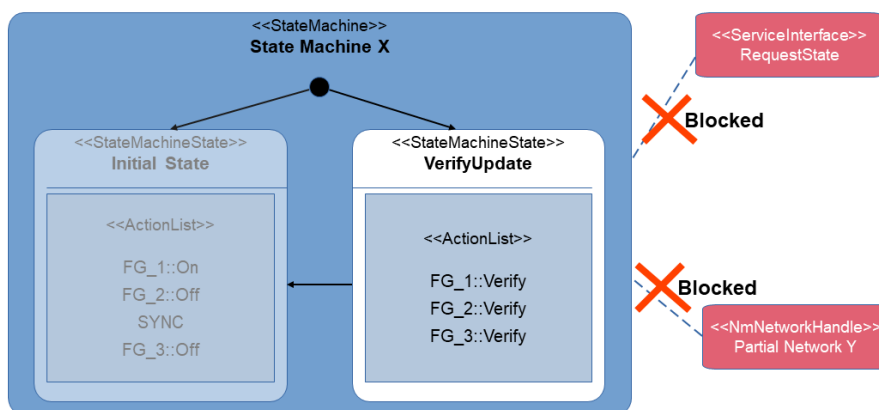 <<StateMachine>>
State Machine X
<<ServiceInterface>>
RequestState
Blocked
<<StateMachineState>>
Initial State
<<ActionList>>
FG_1::On
FG_2::Off
SYNC
FG_3::Off
<<StateMachineState>>
VerifyUpdate
<<ActionList>>
FG_1::Verify
FG_2::Verify
FG_3::Verify
Blocked
<<NmNetworkHandle>>
Partial Network Y